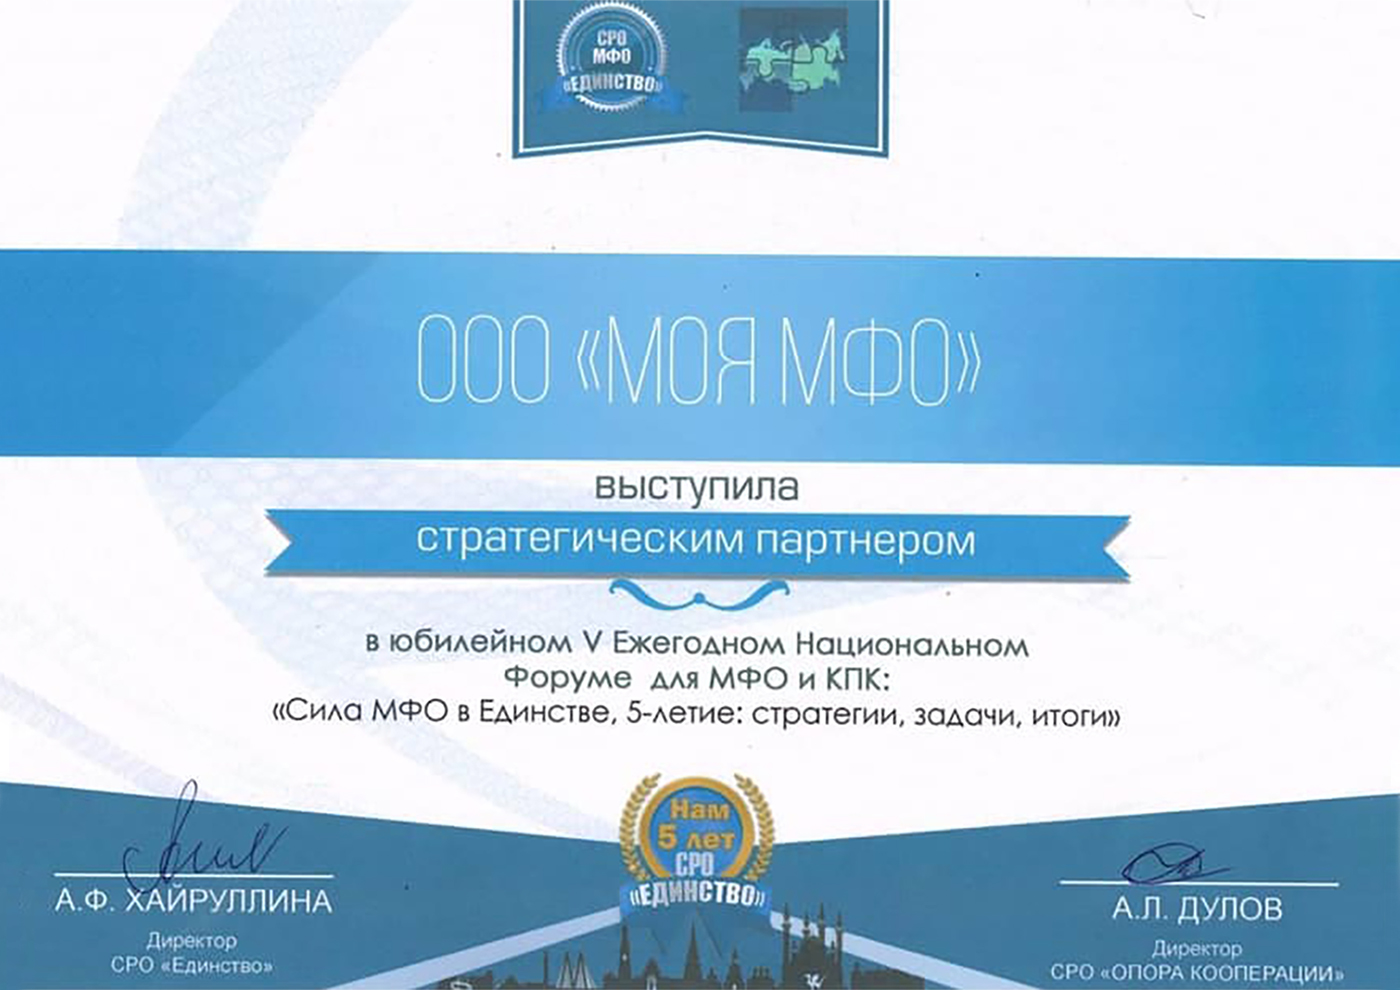 СРО
МФО
«ЕДИНСТВО»
ООО «МОЯ МФО»
выступила
стратегическим партнером
в юбилейном V Ежегодном Национальном
Форуме для МФО и КПК:
«Сила МФО в Единстве, 5-летие: стратегии, задачи, итоги»
Нам
5 лет
СРО
«ЕДИНСТВО»
А.Ф. ХАЙРУЛЛИНА
Директор
СРО «Единство»
А.Л. ДУЛОВ
Директор
СРО «ОПОРА КООПЕРАЦИИ»